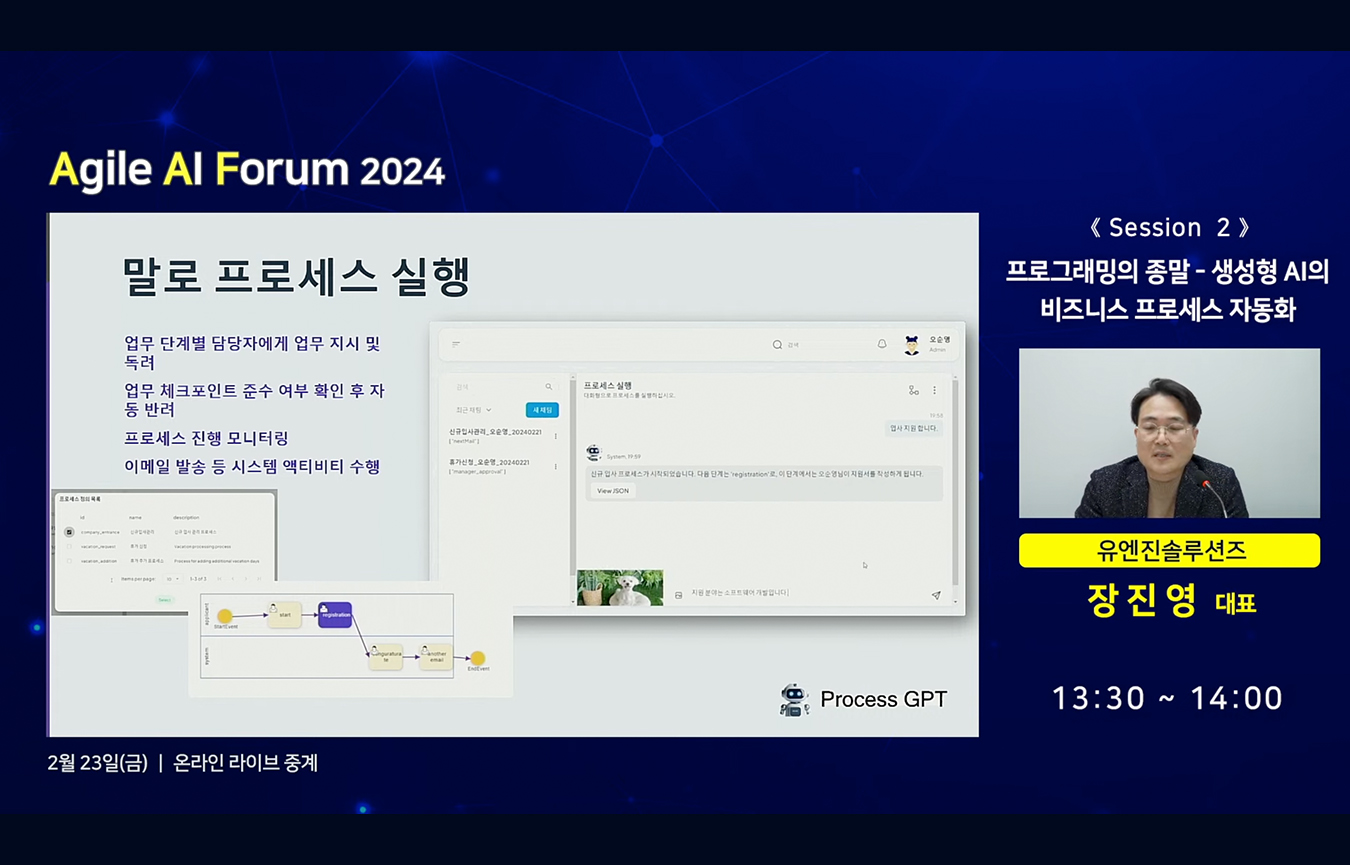 Agile AI Forum 2024
말로 프로세스 실행
업무 단계별 담당자에게 업무 지시 및
독려
업무 체크포인트 준수 여부 확인 후 자
동 반려
프로세스 진행 모니터링
이메일 발송 등 시스템 액티비티 수행
프로세스 정의 목록
id name description
company_entrance 신규입사관리 신규 입사 관리 프로세스
vacation_request 휴가 신청 Vacation processing process
vacation_addition 휴가 추가 프로세스 Process for adding additional vacation days
Items per page: 10 1-3 of 3
Select
검색
오순영
Admin
검색
최근 채팅
새 채팅
신규입사관리_오순영_20240221
["nextMail"]
휴가신청_오순영_20240221
["manager_approval"]
프로세스 실행
대화형으로 프로세스를 실행하십시오.
19:58
입사 지원 합니다.
System, 19:59
신규 입사 프로세스가 시작되었습니다. 다음 단계는 'registration'로, 이 단계에서는 오순영님이 지원서를 작성하게 됩니다.
View JSON
지원 분야는 소프트웨어 개발입니다
applicant
StartEvent
start
registration
system
another
email
EndEvent
Process GPT
《 Session 2 》
프로그래밍의 종말 - 생성형 AI의
비즈니스 프로세스 자동화
유엔진솔루션즈
장 진 영 대표
13:30 ~ 14:00
2월 23일(금) | 온라인 라이브 중계